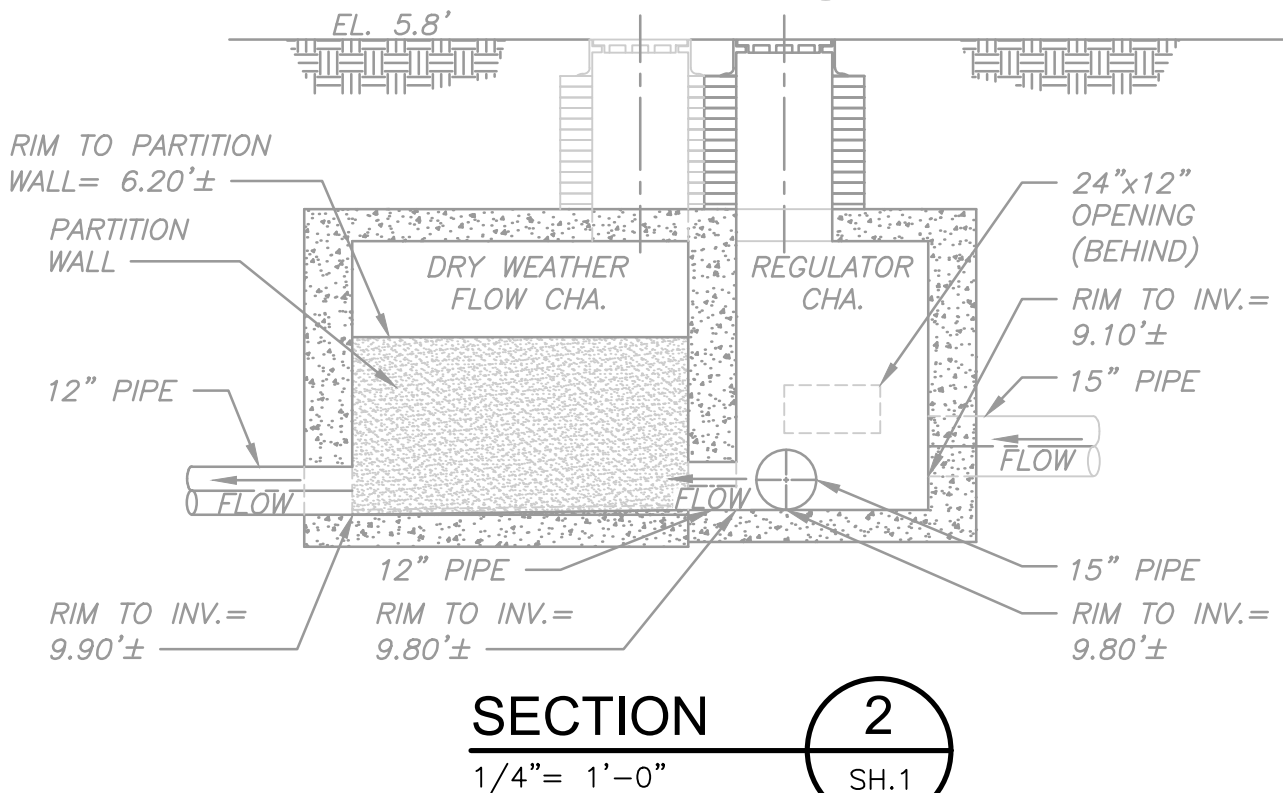 EL. 5.8'
RIM TO PARTITION
WALL= 6.20'±
PARTITION
WALL
12" PIPE
FLOW
RIM TO INV.=
9.90'±
DRY WEATHER
FLOW CHA.
REGULATOR
CHA.
FLOW
12" PIPE
RIM TO INV.=
9.80'±
24"x12"
OPENING
(BEHIND)
RIM TO INV.=
9.10'±
15" PIPE
FLOW
15" PIPE
RIM TO INV.=
9.80'±
SECTION
1/4"= 1'-0"
2
SH.1